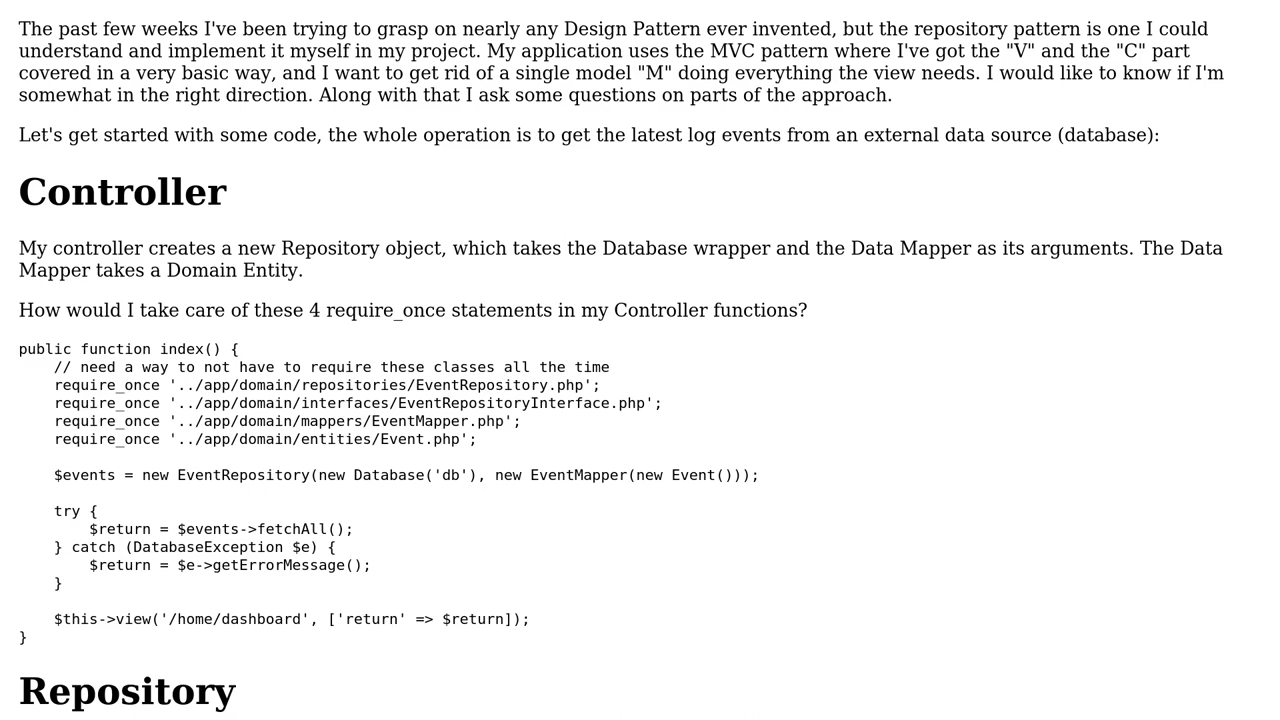 The past few weeks I've been trying to grasp on nearly any Design Pattern ever invented, but the repository pattern is one I could
understand and implement it myself in my project. My application uses the MVC pattern where I've got the "V" and the "C" part
covered in a very basic way, and I want to get rid of a single model "M" doing everything the view needs. I would like to know if I'm
somewhat in the right direction. Along with that I ask some questions on parts of the approach.
Let's get started with some code, the whole operation is to get the latest log events from an external data source (database):
Controller
My controller creates a new Repository object, which takes the Database wrapper and the Data Mapper as its arguments. The Data
Mapper takes a Domain Entity.
How would I take care of these 4 require_once statements in my Controller functions?
public function index() {
    // need a way to not have to require these classes all the time
    require_once '../app/domain/repositories/EventRepository.php';
    require_once '../app/domain/interfaces/EventRepositoryInterface.php';
    require_once '../app/domain/mappers/EventMapper.php';
    require_once '../app/domain/entities/Event.php';
    $events = new EventRepository(new Database('db'), new EventMapper(new Event()));
    try {
        $return = $events->fetchAll();
    } catch (DatabaseException $e) {
        $return = $e->getErrorMessage();
    }
    $this->view('/home/dashboard', ['return' => $return]);
}
Repository